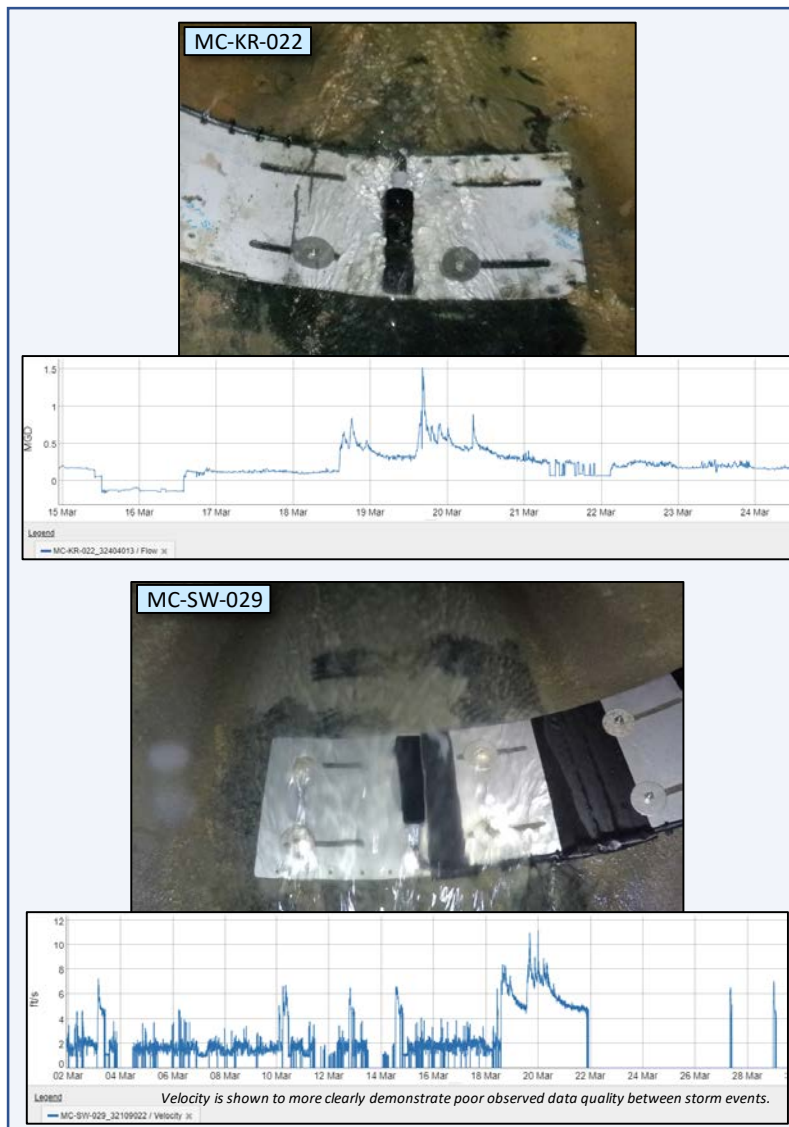 MC-KR-022
1.5
1
0.5
0
MGD
15 Mar 16 Mar 17 Mar 18 Mar 19 Mar 20 Mar 21 Mar 22 Mar 23 Mar 24 Mar
Legend
MC-KR-022_32404013 / Flow ×
MC-SW-029
12
10
8
6
4
2
0
ft/s
02 Mar 04 Mar 06 Mar 08 Mar 10 Mar 12 Mar 14 Mar 16 Mar 18 Mar 20 Mar 22 Mar 24 Mar 26 Mar 28 Mar
Legend
Velocity is shown to more clearly demonstrate poor observed data quality between storm events.
MC-SW-029_32109022 / Velocity ×